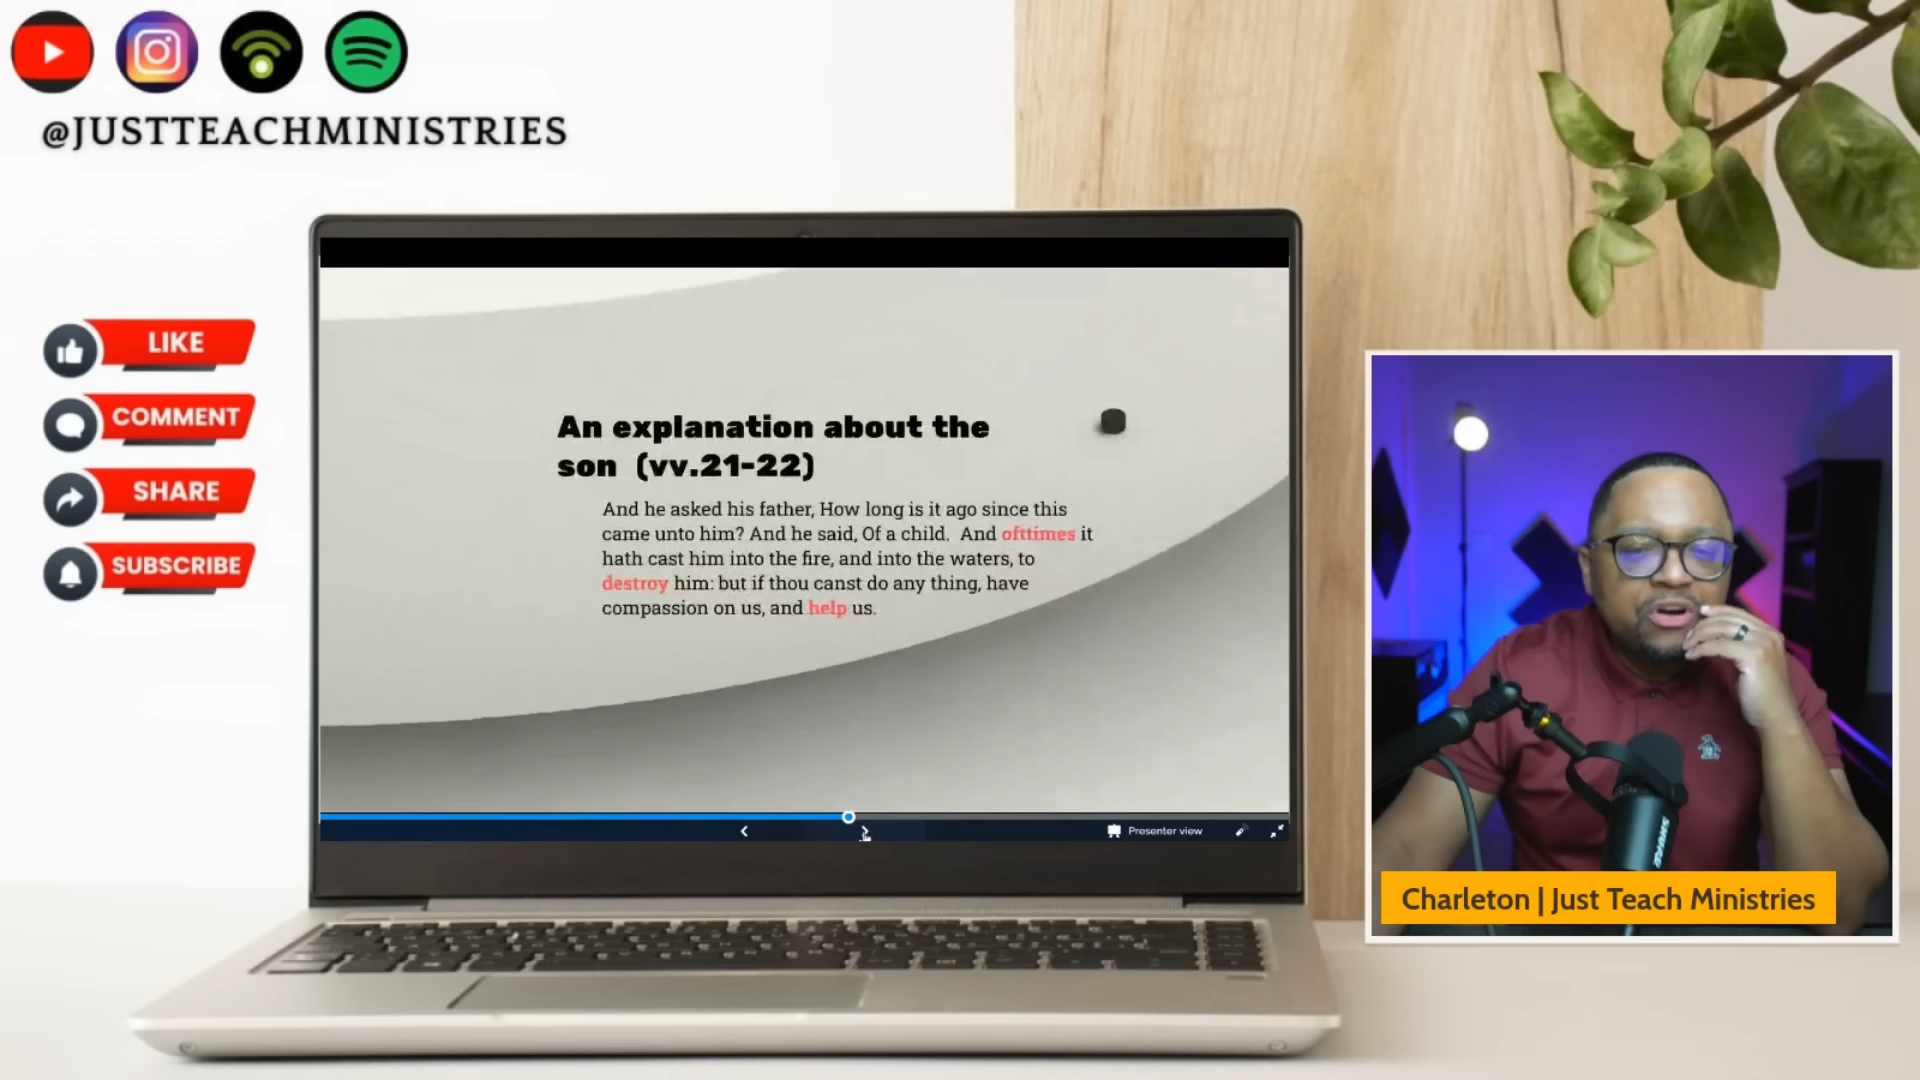 @JUSTTEACHMINISTRIES
LIKE
COMMENT
SHARE
SUBSCRIBE
An explanation about the
son (vv.21-22)
And he asked his father, How long is it ago since this
came unto him? And he said, Of a child. And ofttimes it
hath cast him into the fire, and into the waters, to
destroy him: but if thou canst do any thing, have
compassion on us, and help us.
Presenter view
SHURE
Charleton | Just Teach Ministries